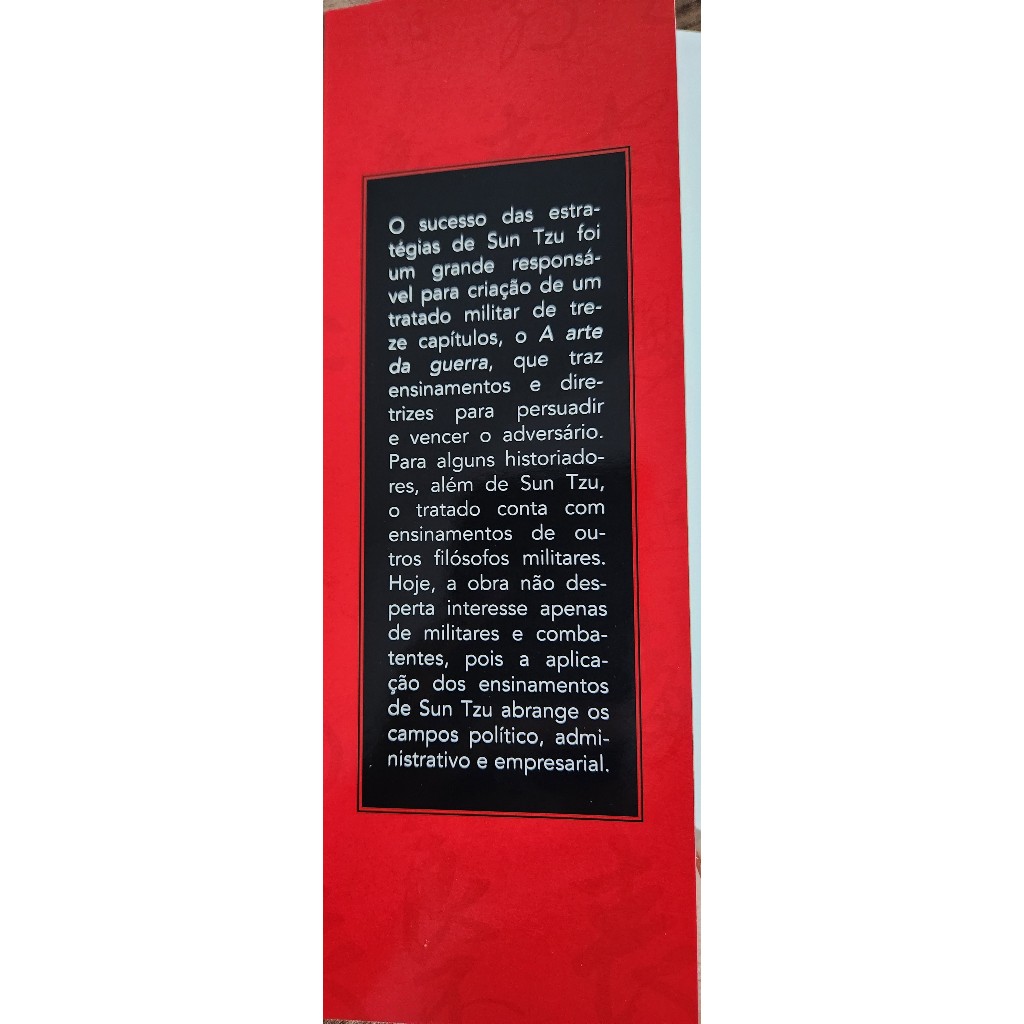 O sucesso das estra-
tégias de Sun Tzu foi
um grande responsá-
vel para criação de um
tratado militar de tre-
ze capítulos, o A arte
da guerra, que traz
ensinamentos e dire-
trizes para persuadir
e vencer o adversário.
Para alguns historiado-
res, além de Sun Tzu,
o tratado conta com
ensinamentos de ou-
tros filósofos militares.
Hoje, a obra não des-
perta interesse apenas
de militares e comba-
tentes, pois a aplica-
ção dos ensinamentos
de Sun Tzu abrange os
campos político, admi-
nistrativo e empresarial.